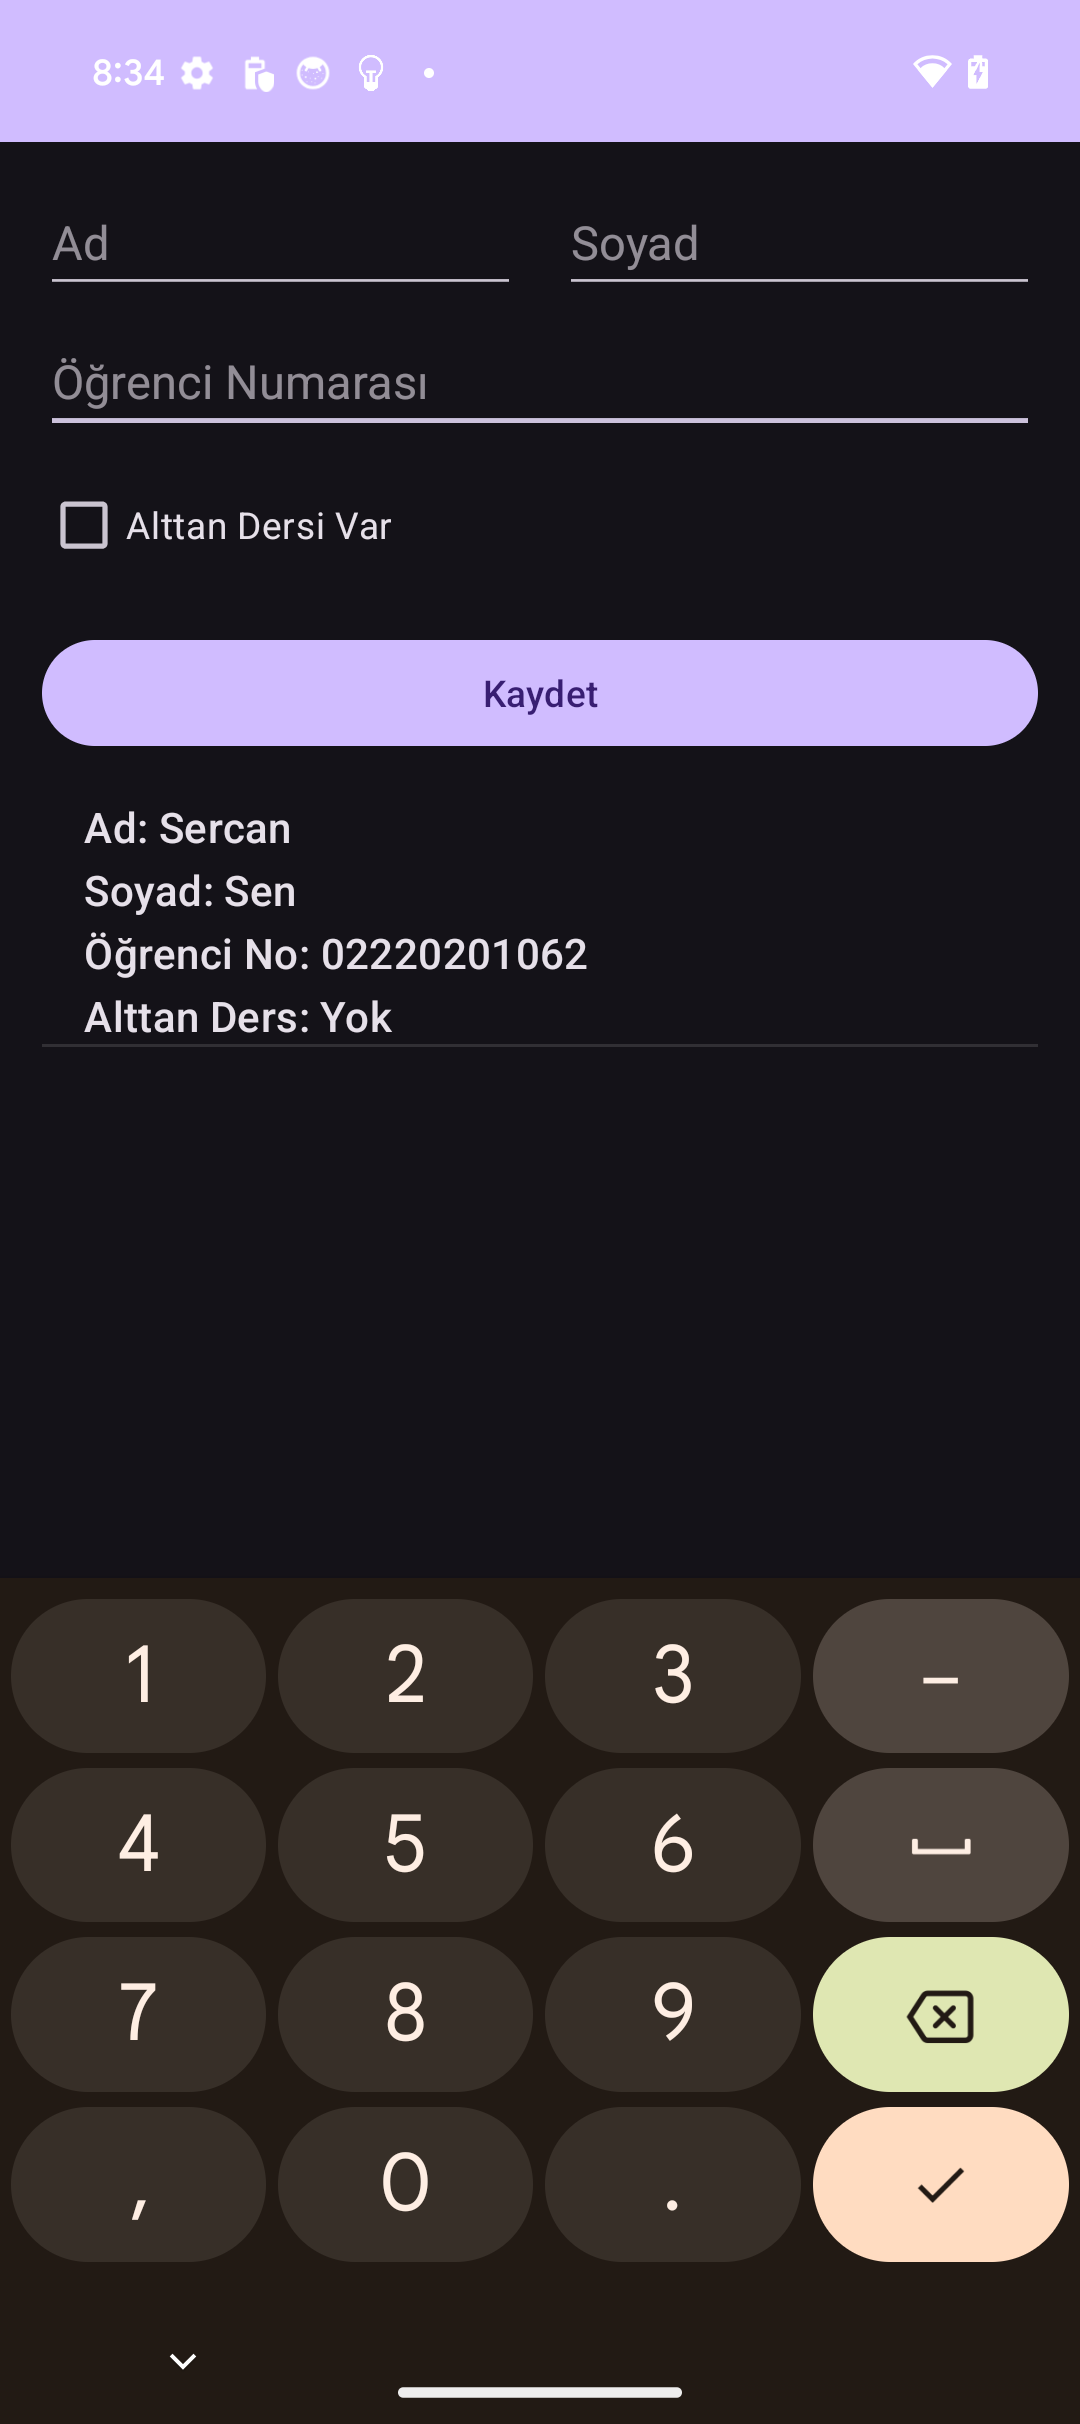 8:34
Ad Soyad
Öğrenci Numarası
Alttan Dersi Var
Kaydet
Ad: Sercan
Soyad: Sen
Öğrenci No: 02220201062
Alttan Ders: Yok
1 2 3 –
4 5 6
7 8 9
, 0 .